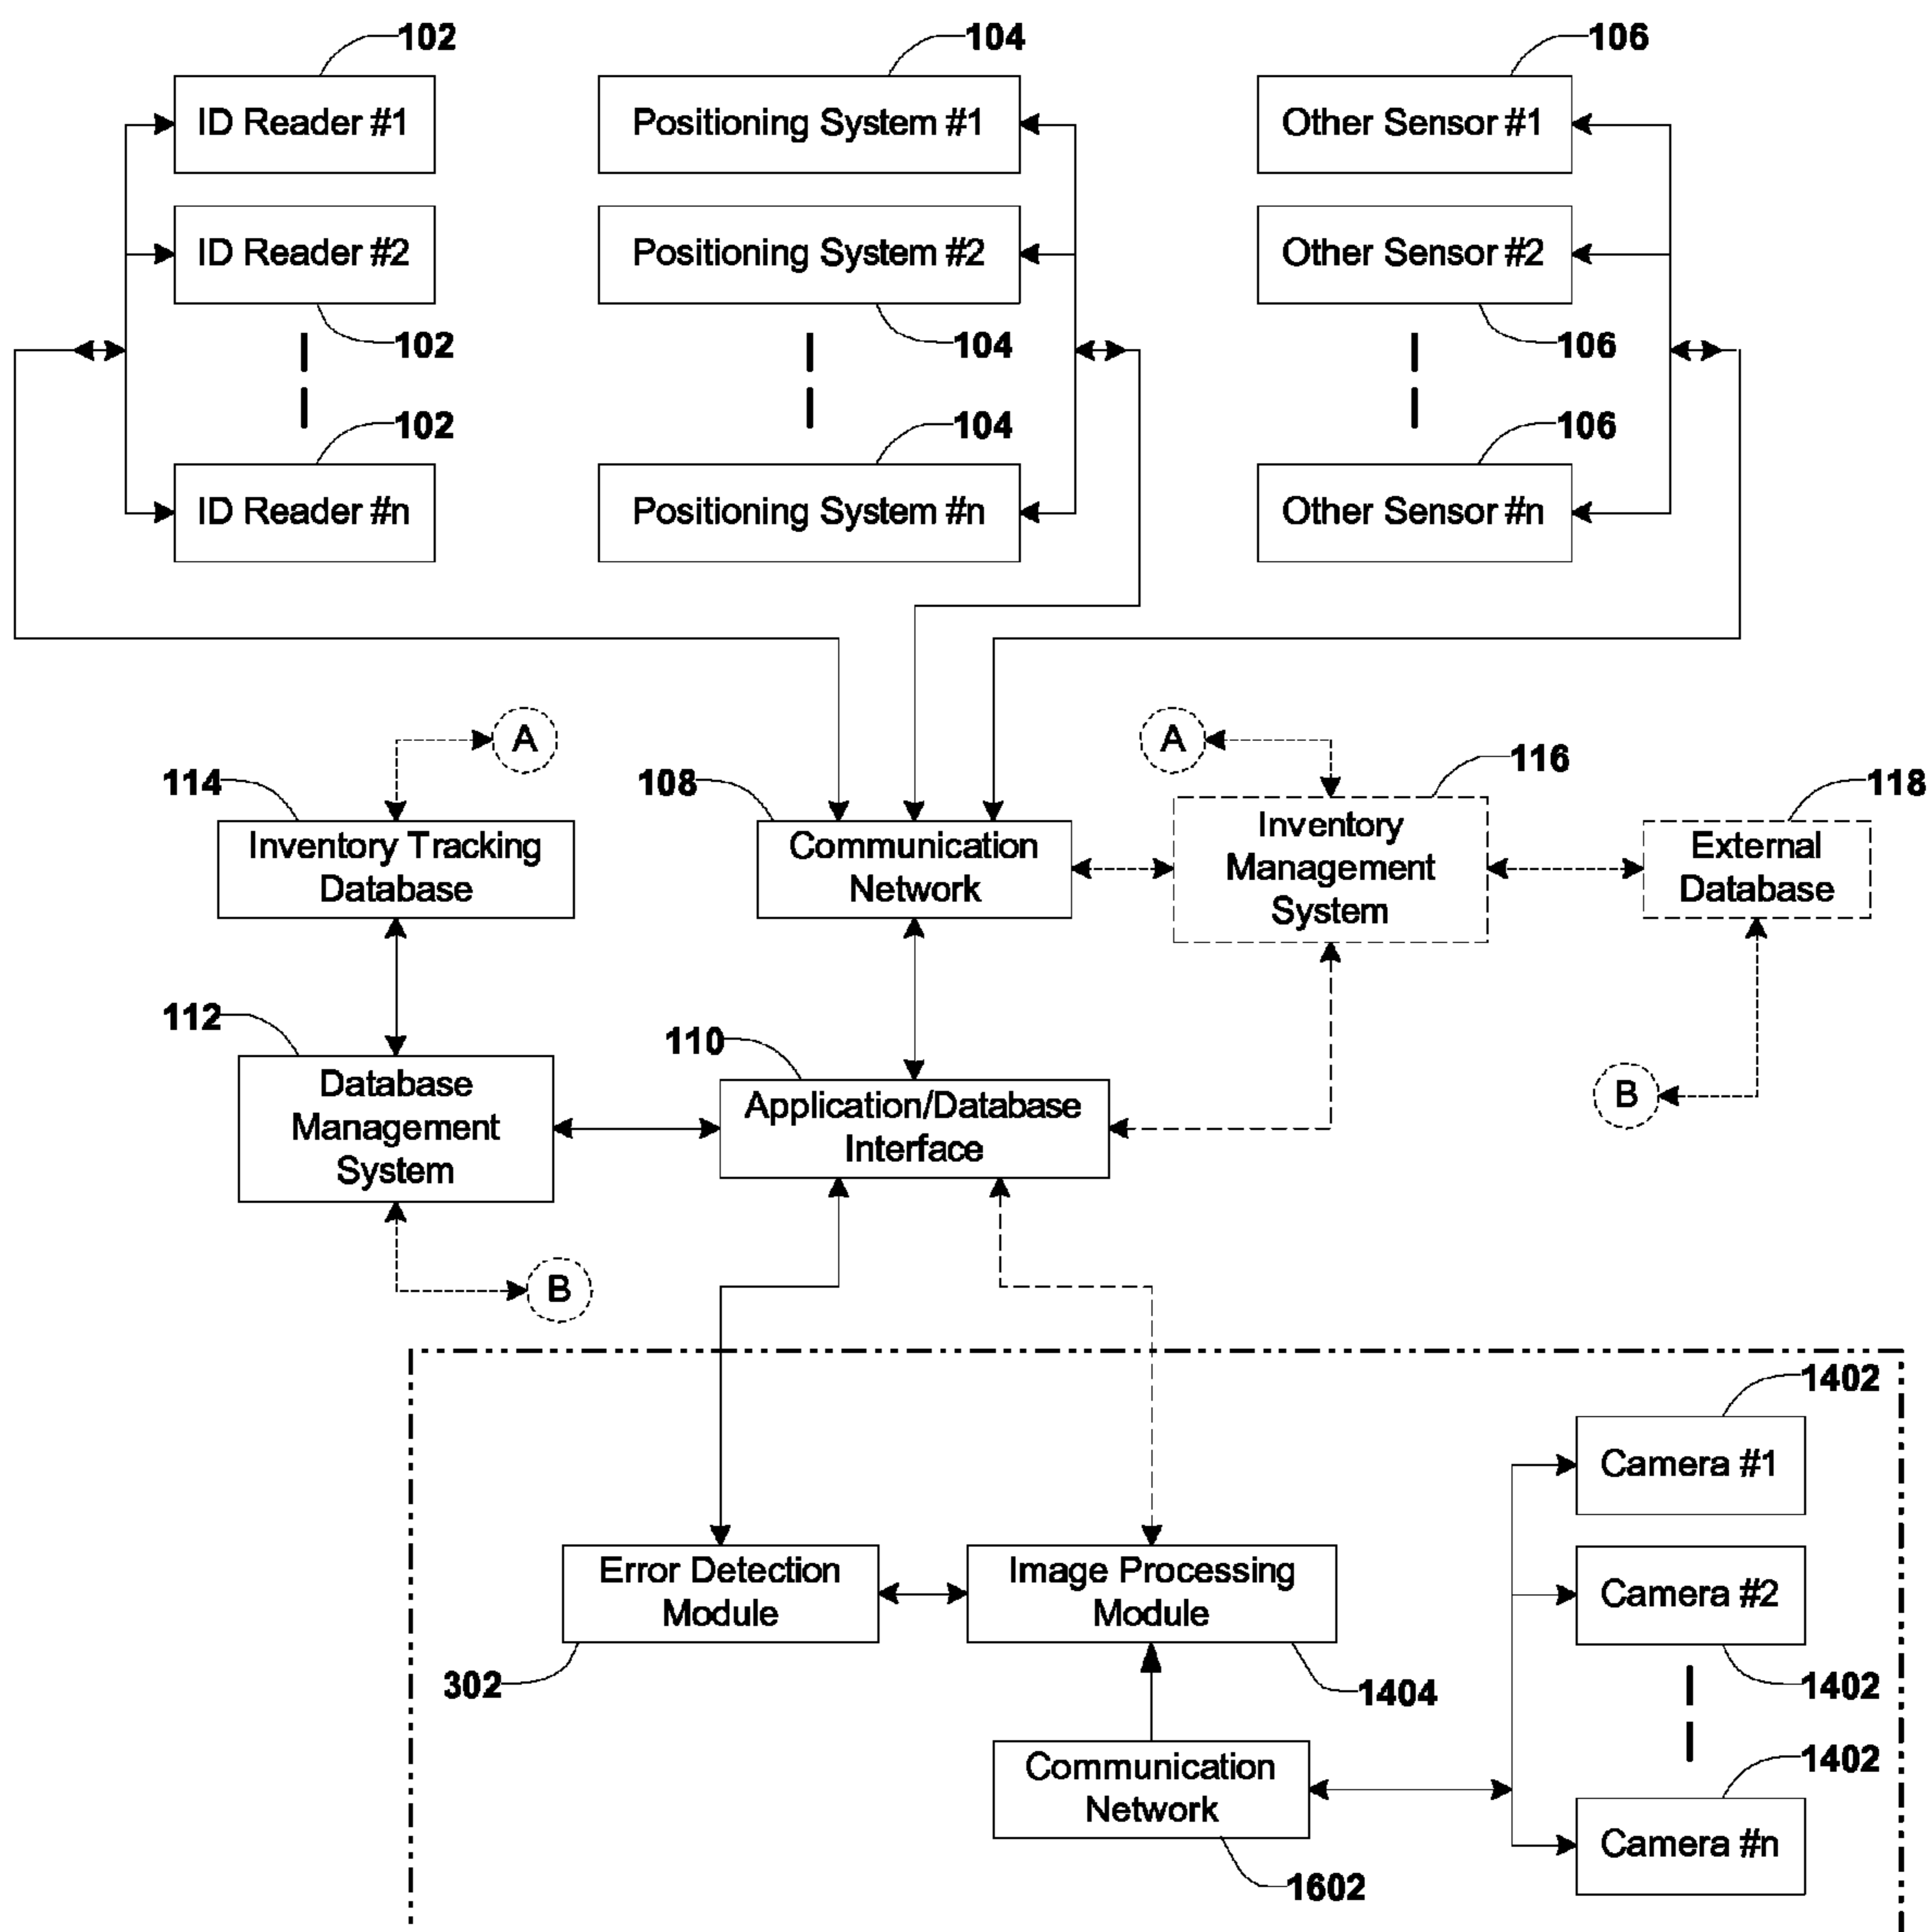 102
104
106
ID Reader #1
Positioning System #1
Other Sensor #1
ID Reader #2
Positioning System #2
Other Sensor #2
102
104
106
102
104
106
ID Reader #n
Positioning System #n
Other Sensor #n
A
A
114
108
116
118
Inventory Tracking
Database
Communication
Network
Inventory
Management
System
External
Database
112
110
B
Database
Management
System
Application/Database
Interface
B
1402
Camera #1
Error Detection
Module
Image Processing
Module
Camera #2
302
1404
1402
Communication
Network
1402
Camera #n
1602